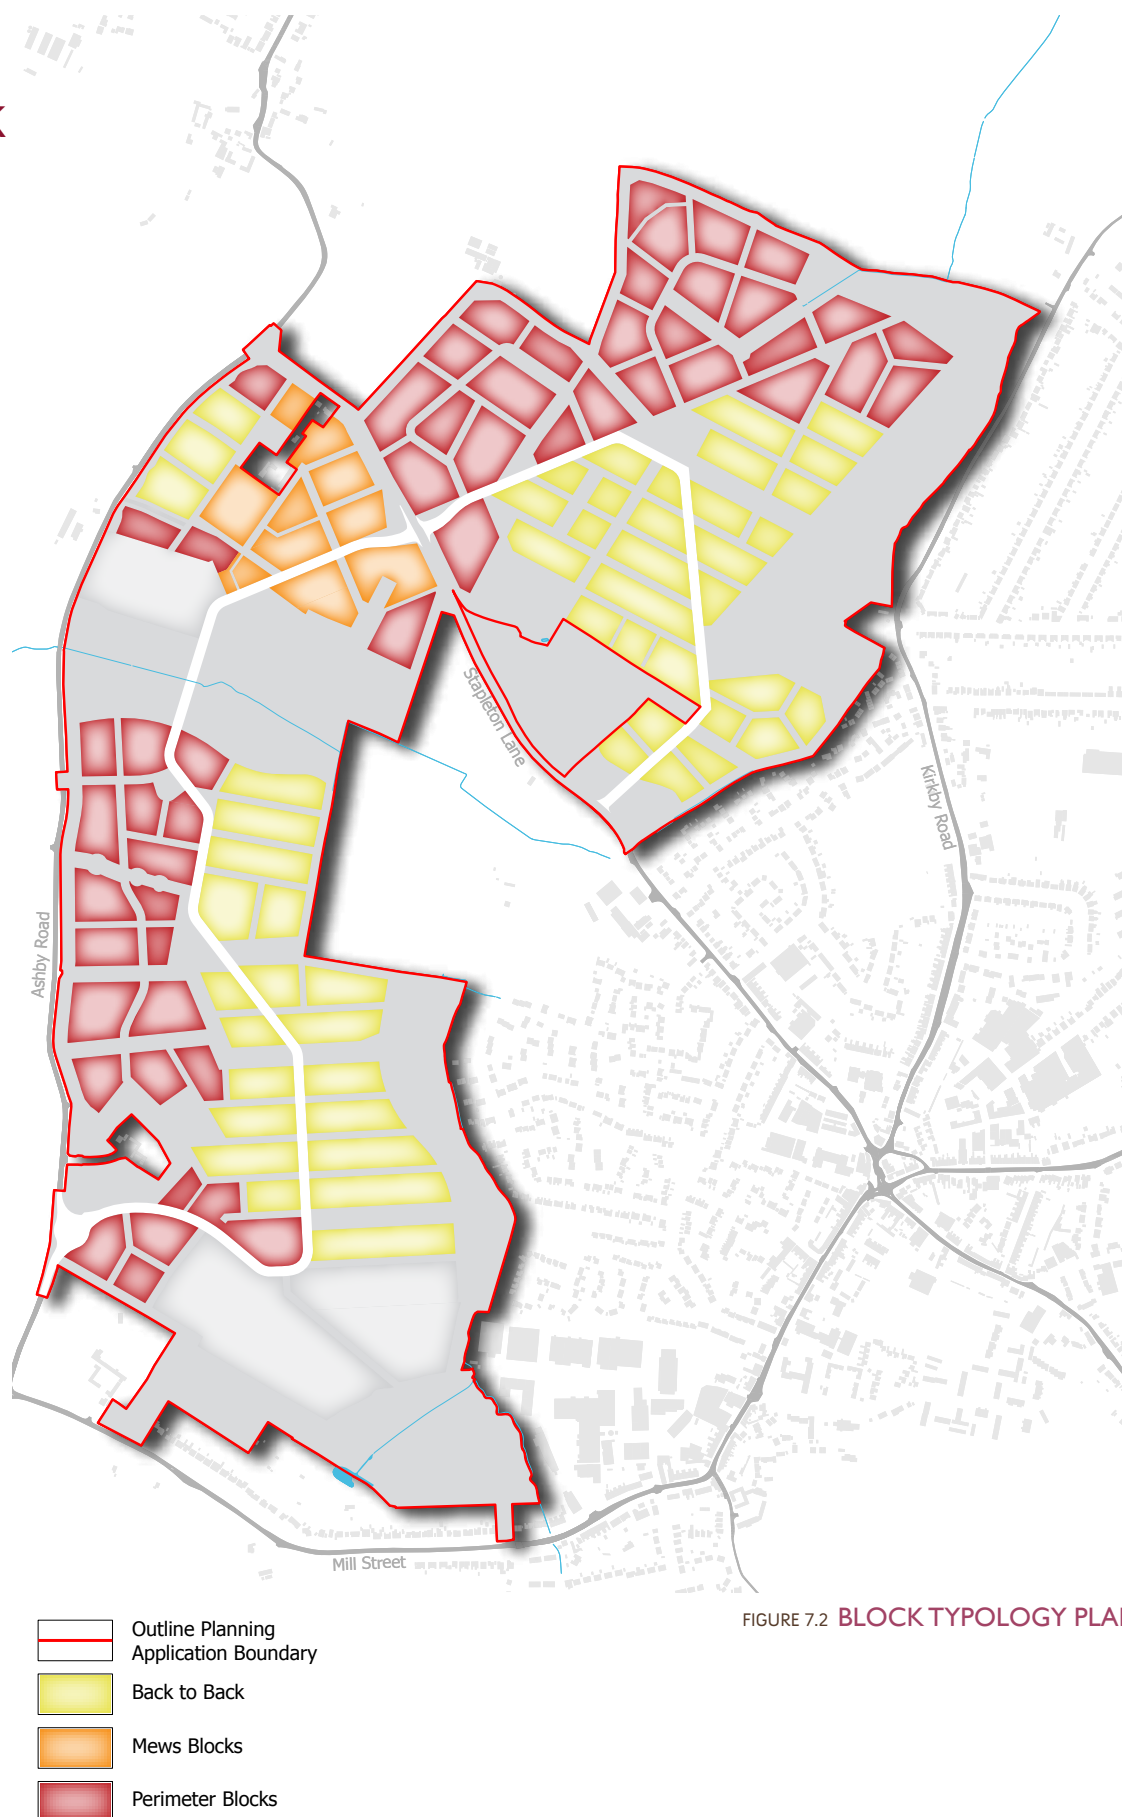 Stapleton Lane
Kirkby Road
Ashby Road
Mill Street
FIGURE 7.2 BLOCK TYPOLOGY PLA
Outline Planning
Application Boundary
Back to Back
Mews Blocks
Perimeter Blocks